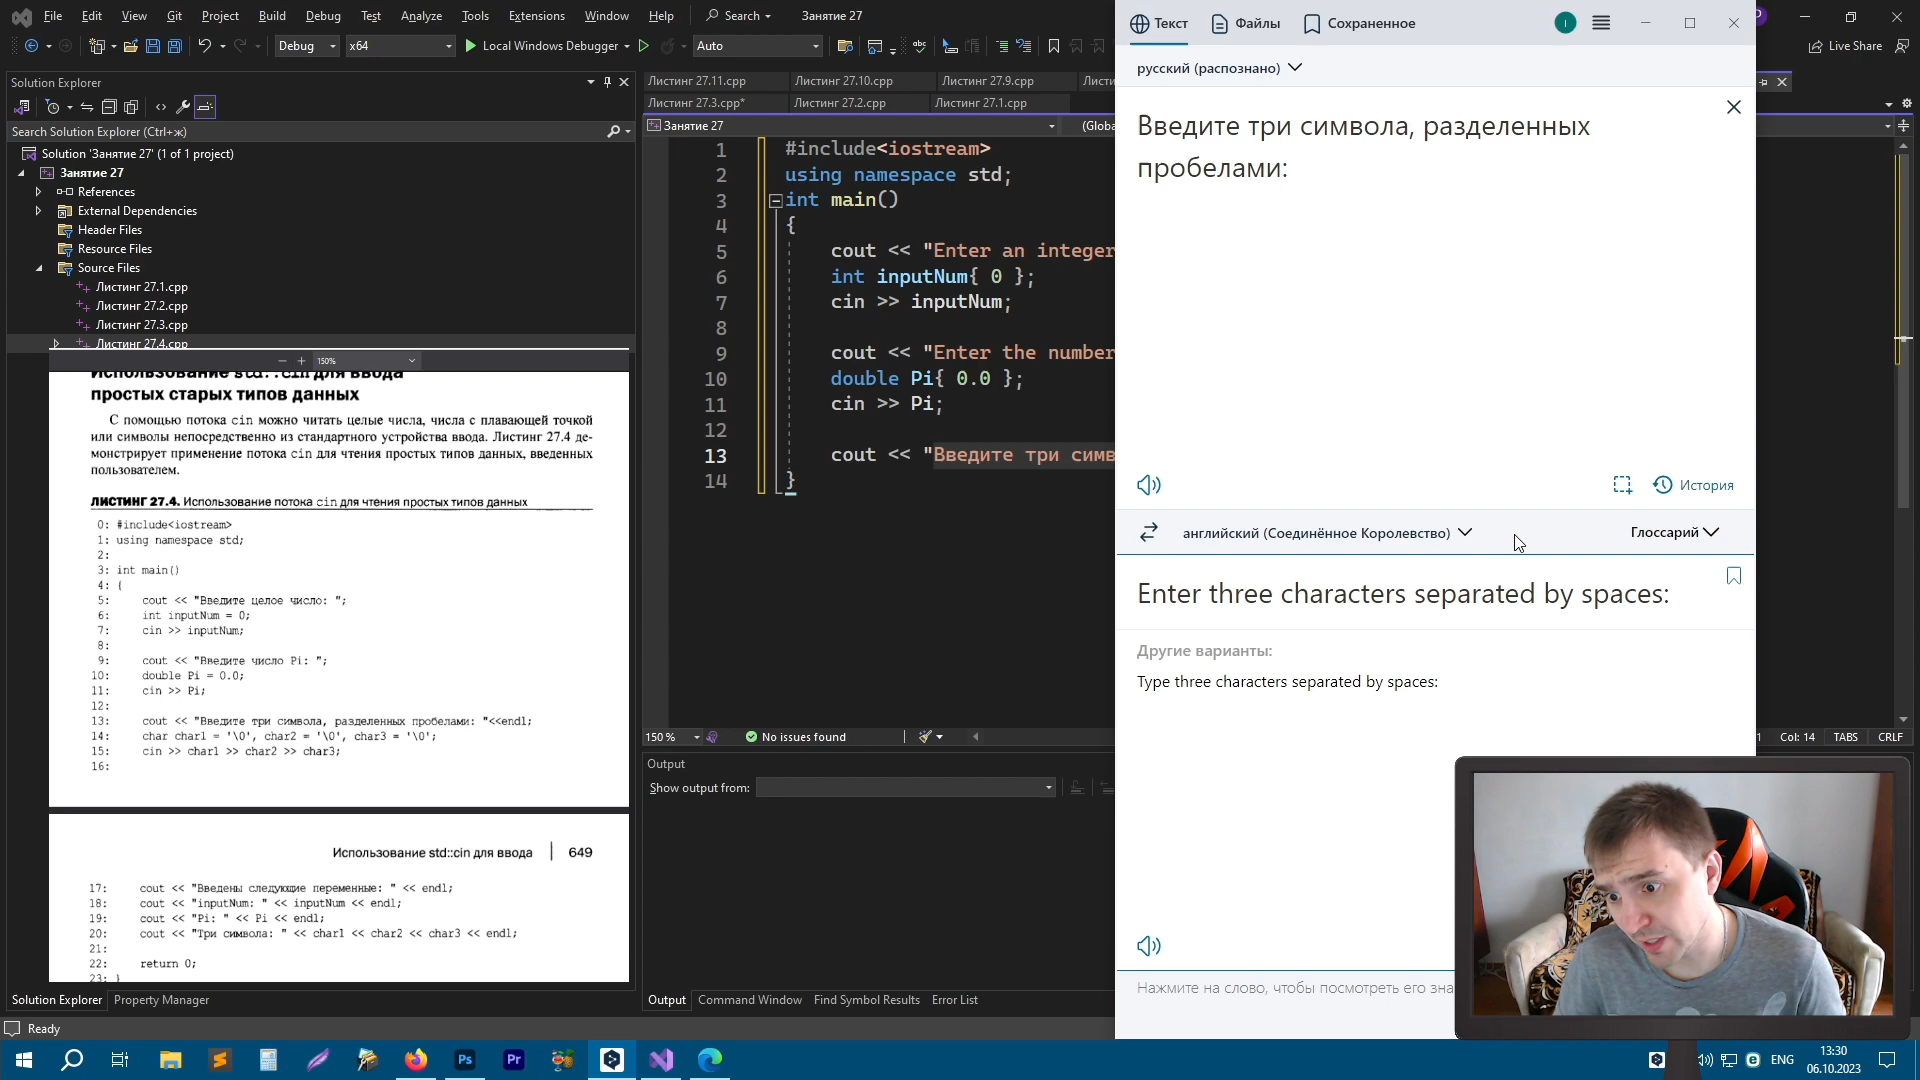 File Edit View Git Project Build Debug Test Analyze Tools Extensions Window Help Search Занятие 27
Debug x64 Local Windows Debugger Auto Live Share
Solution Explorer
Search Solution Explorer (Ctrl+ж)
Solution 'Занятие 27' (1 of 1 project)
Занятие 27
References
External Dependencies
Header Files
Resource Files
Source Files
Листинг 27.1.cpp
Листинг 27.2.cpp
Листинг 27.3.cpp
Листинг 27.4.cpp
150%
Использование std::cin для ввода
простых старых типов данных
С помощью потока cin можно читать целые числа, числа с плавающей точкой
или символы непосредственно из стандартного устройства ввода. Листинг 27.4 де-
монстрирует применение потока cin для чтения простых типов данных, введенных
пользователем.
ЛИСТИНГ 27.4. Использование потока cin для чтения простых типов данных
0: #include<iostream>
1: using namespace std;
2:
3: int main()
4: {
5: cout << "Введите целое число: ";
6: int inputNum = 0;
7: cin >> inputNum;
8:
9: cout << "Введите число Pi: ";
10: double Pi = 0.0;
11: cin >> Pi;
12:
13: cout << "Введите три символа, разделенных пробелами: "<<endl;
14: char char1 = '\0', char2 = '\0', char3 = '\0';
15: cin >> char1 >> char2 >> char3;
16:
Использование std::cin для ввода | 649
17: cout << "Введены следующие переменные: " << endl;
18: cout << "inputNum: " << inputNum << endl;
19: cout << "Pi: " << Pi << endl;
20: cout << "Три символа: " << char1 << char2 << char3 << endl;
21:
22: return 0;
23: }
Solution Explorer Property Manager
Ready
Листинг 27.11.cpp Листинг 27.10.cpp Листинг 27.9.cpp Листи
Листинг 27.3.cpp* Листинг 27.2.cpp Листинг 27.1.cpp
Занятие 27 (Globa
1 #include<iostream>
2 using namespace std;
3 int main()
4 {
5 cout << "Enter an integer
6 int inputNum{ 0 };
7 cin >> inputNum;
8
9 cout << "Enter the number
10 double Pi{ 0.0 };
11 cin >> Pi;
12
13 cout << "Введите три симв
14 }
150 % No issues found 1 Col: 14 TABS CRLF
Output
Show output from:
Output Command Window Find Symbol Results Error List
Текст Файлы Сохраненное
русский (распознано)
Введите три символа, разделенных
пробелами:
История
английский (Соединённое Королевство) Глоссарий
Enter three characters separated by spaces:
Другие варианты:
Type three characters separated by spaces:
Нажмите на слово, чтобы посмотреть его зна
Ps Pr ENG 13:30
06.10.2023